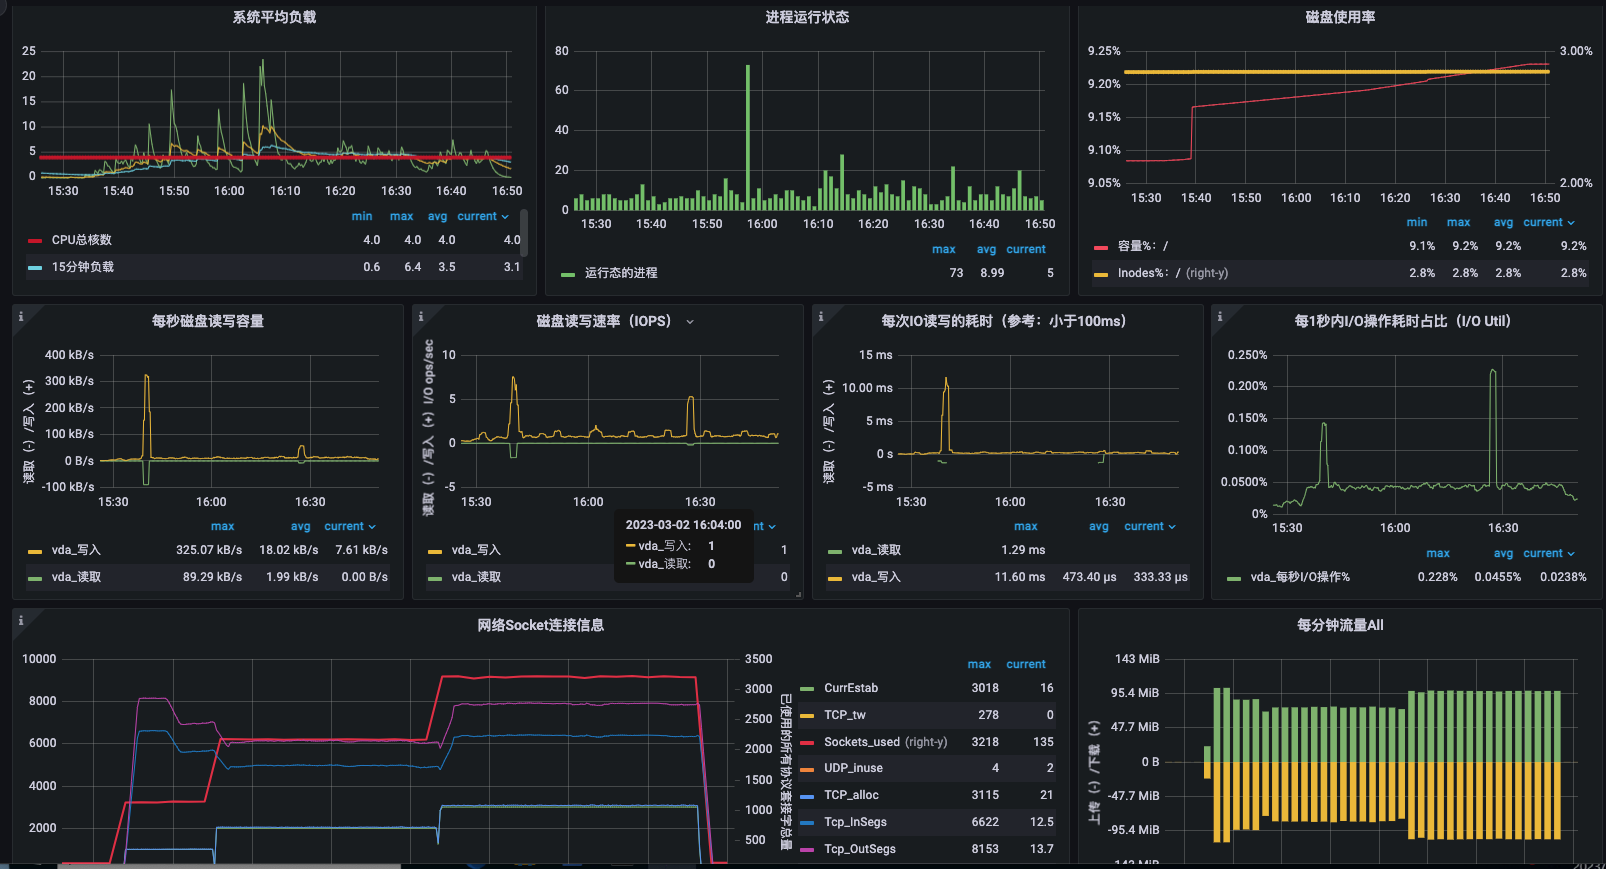 系统平均负载
25
20
15
10
5
0
15:30 15:40 15:50 16:00 16:10 16:20 16:30 16:40 16:50
min max avg current
CPU总核数 4.0 4.0 4.0 4.0
15分钟负载 0.6 6.4 3.5 3.1
进程运行状态
80
60
40
20
0
15:30 15:40 15:50 16:00 16:10 16:20 16:30 16:40 16:50
max avg current
运行态的进程 73 8.99 5
磁盘使用率
9.25% 3.00%
9.20%
9.15%
9.10%
9.05% 2.00%
15:30 15:40 15:50 16:00 16:10 16:20 16:30 16:40 16:50
min max avg current
容量%：/ 9.1% 9.2% 9.2% 9.2%
Inodes%：/ (right-y) 2.8% 2.8% 2.8% 2.8%
每秒磁盘读写容量
读取（-）/写入（+）
400 kB/s
300 kB/s
200 kB/s
100 kB/s
0 B/s
-100 kB/s
15:30 16:00 16:30
max avg current
vda_写入 325.07 kB/s 18.02 kB/s 7.61 kB/s
vda_读取 89.29 kB/s 1.99 kB/s 0.00 B/s
磁盘读写速率（IOPS）
读取（-）/写入（+）I/O ops/sec
10
5
0
-5
15:30 16:00 16:30
nt
vda_写入 1
vda_读取 0
2023-03-02 16:04:00
vda_写入: 1
vda_读取: 0
每次IO读写的耗时（参考：小于100ms）
读取（-）/写入（+）
15 ms
10.00 ms
5 ms
0 s
-5 ms
15:30 16:00 16:30
max avg current
vda_读取 1.29 ms
vda_写入 11.60 ms 473.40 µs 333.33 µs
每1秒内I/O操作耗时占比（I/O Util）
0.250%
0.200%
0.150%
0.100%
0.0500%
0%
15:30 16:00 16:30
max avg current
vda_每秒I/O操作% 0.228% 0.0455% 0.0238%
网络Socket连接信息
10000 3500
8000 3000
6000 2500
4000 2000
2000 1500
1000
500
已使用的所有协议套接字总量
max current
CurrEstab 3018 16
TCP_tw 278 0
Sockets_used (right-y) 3218 135
UDP_inuse 4 2
TCP_alloc 3115 21
Tcp_InSegs 6622 12.5
Tcp_OutSegs 8153 13.7
每分钟流量All
上传（-）/下载（+）
143 MiB
95.4 MiB
47.7 MiB
0 B
-47.7 MiB
-95.4 MiB